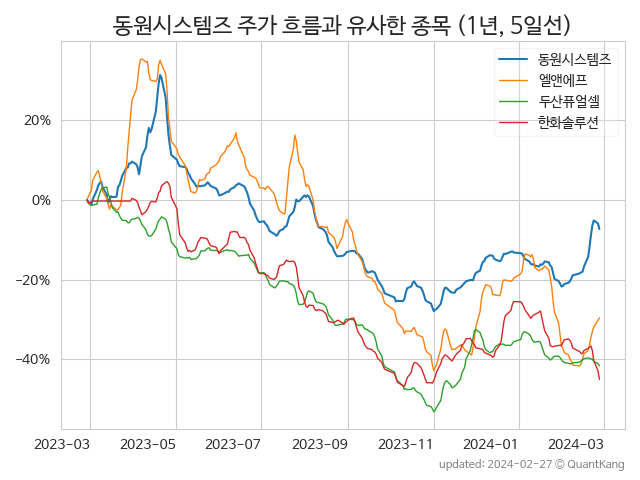 동원시스템즈 주가 흐름과 유사한 종목 (1년, 5일선)
동원시스템즈
엘앤에프
두산퓨얼셀
한화솔루션
20%
0%
−20%
−40%
2023-03 2023-05 2023-07 2023-09 2023-11 2024-01 2024-03
updated: 2024-02-27 © QuantKang